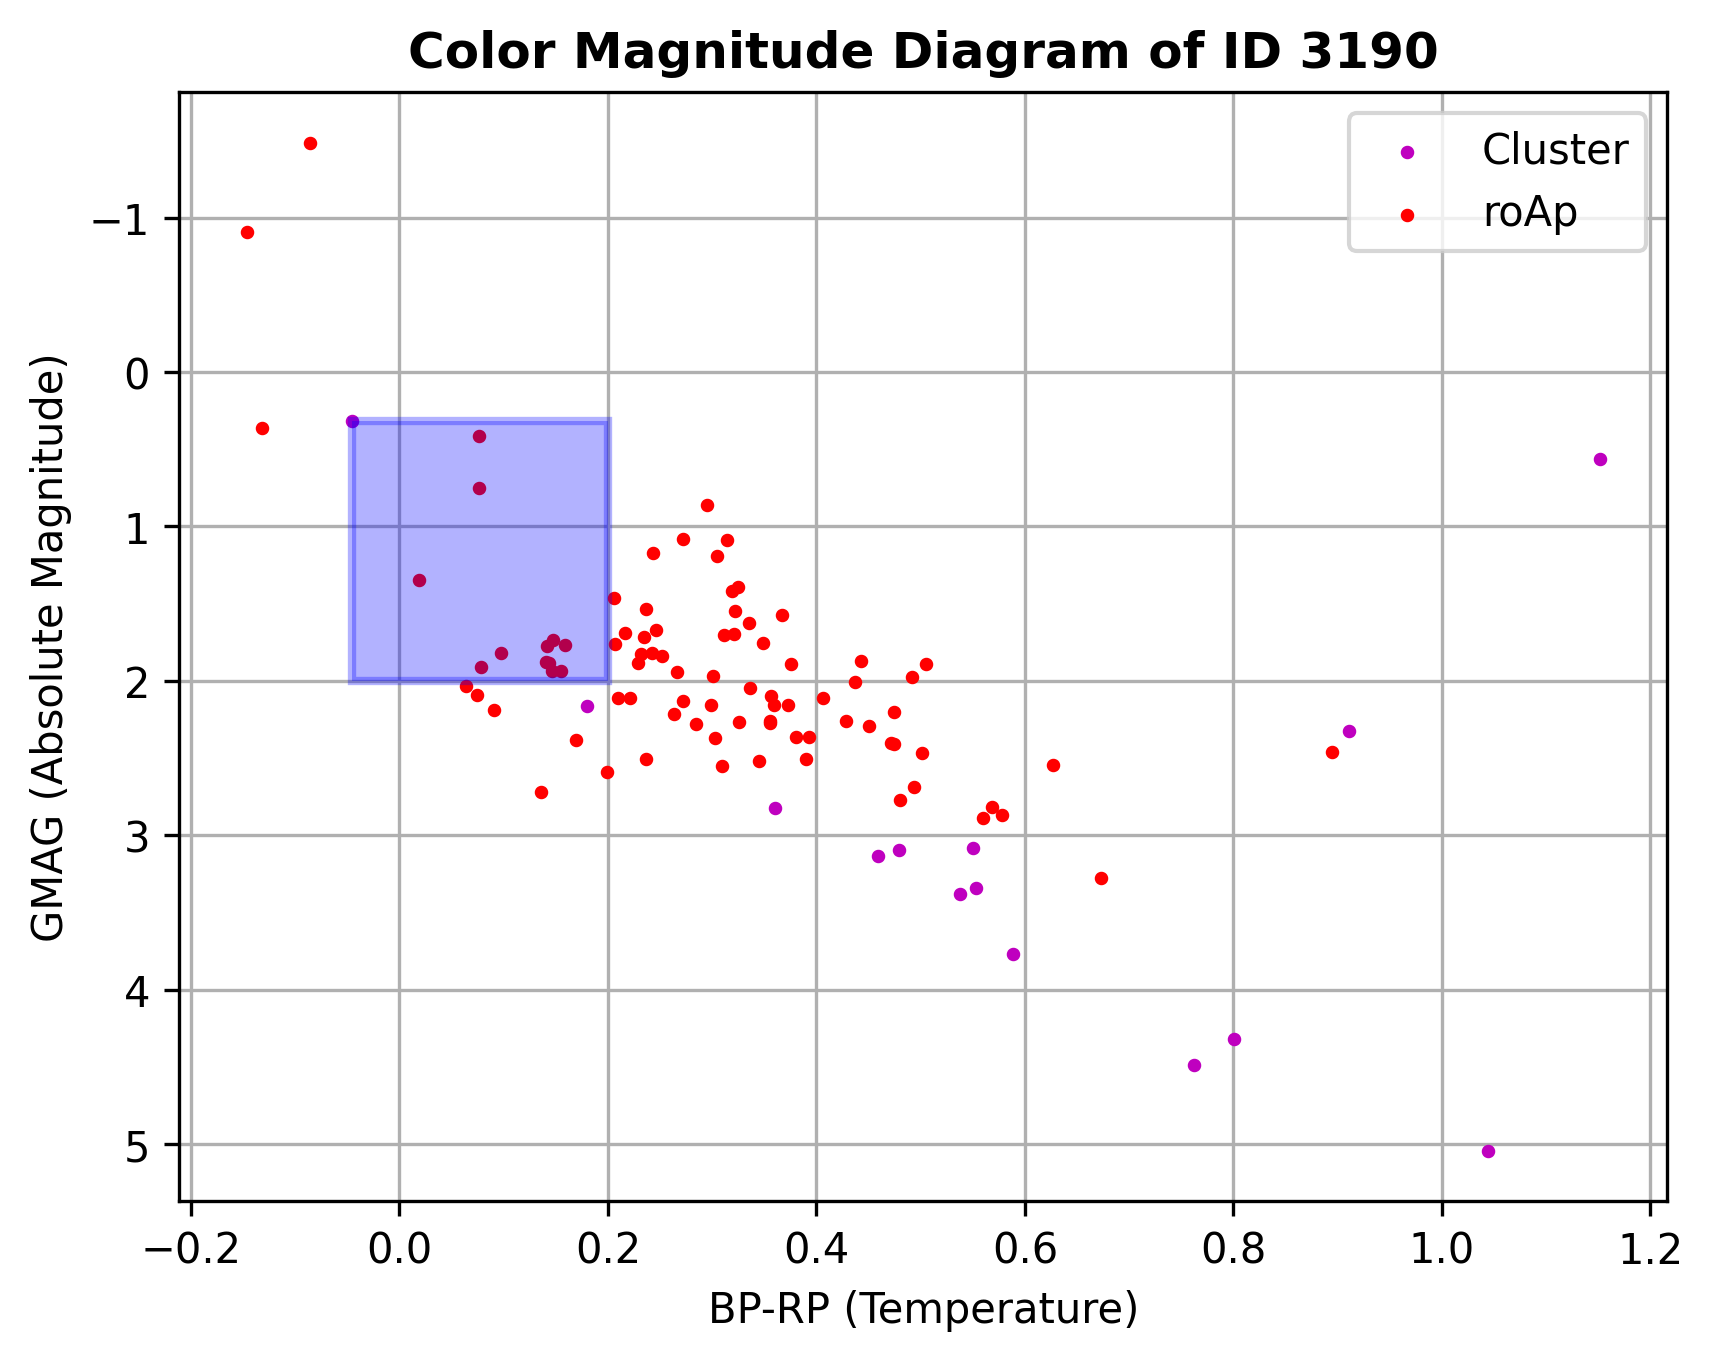 Color Magnitude Diagram of ID 3190
Cluster
roAp
GMAG (Absolute Magnitude)
−1
0
1
2
3
4
5
−0.2 0.0 0.2 0.4 0.6 0.8 1.0 1.2
BP-RP (Temperature)